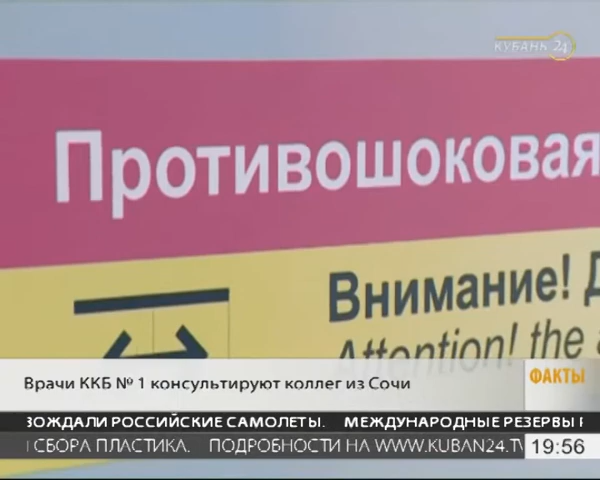 КУБАНЬ 24
Противошоковая
Внимание! Д
Attention! the a
Врачи ККБ № 1 консультируют коллег из Сочи
ФАКТЫ
ВОЖДАЛИ РОССИЙСКИЕ САМОЛЕТЫ. МЕЖДУНАРОДНЫЕ РЕЗЕРВЫ Р
СБОРА ПЛАСТИКА. ПОДРОБНОСТИ НА WWW.KUBAN24.TV
19:56